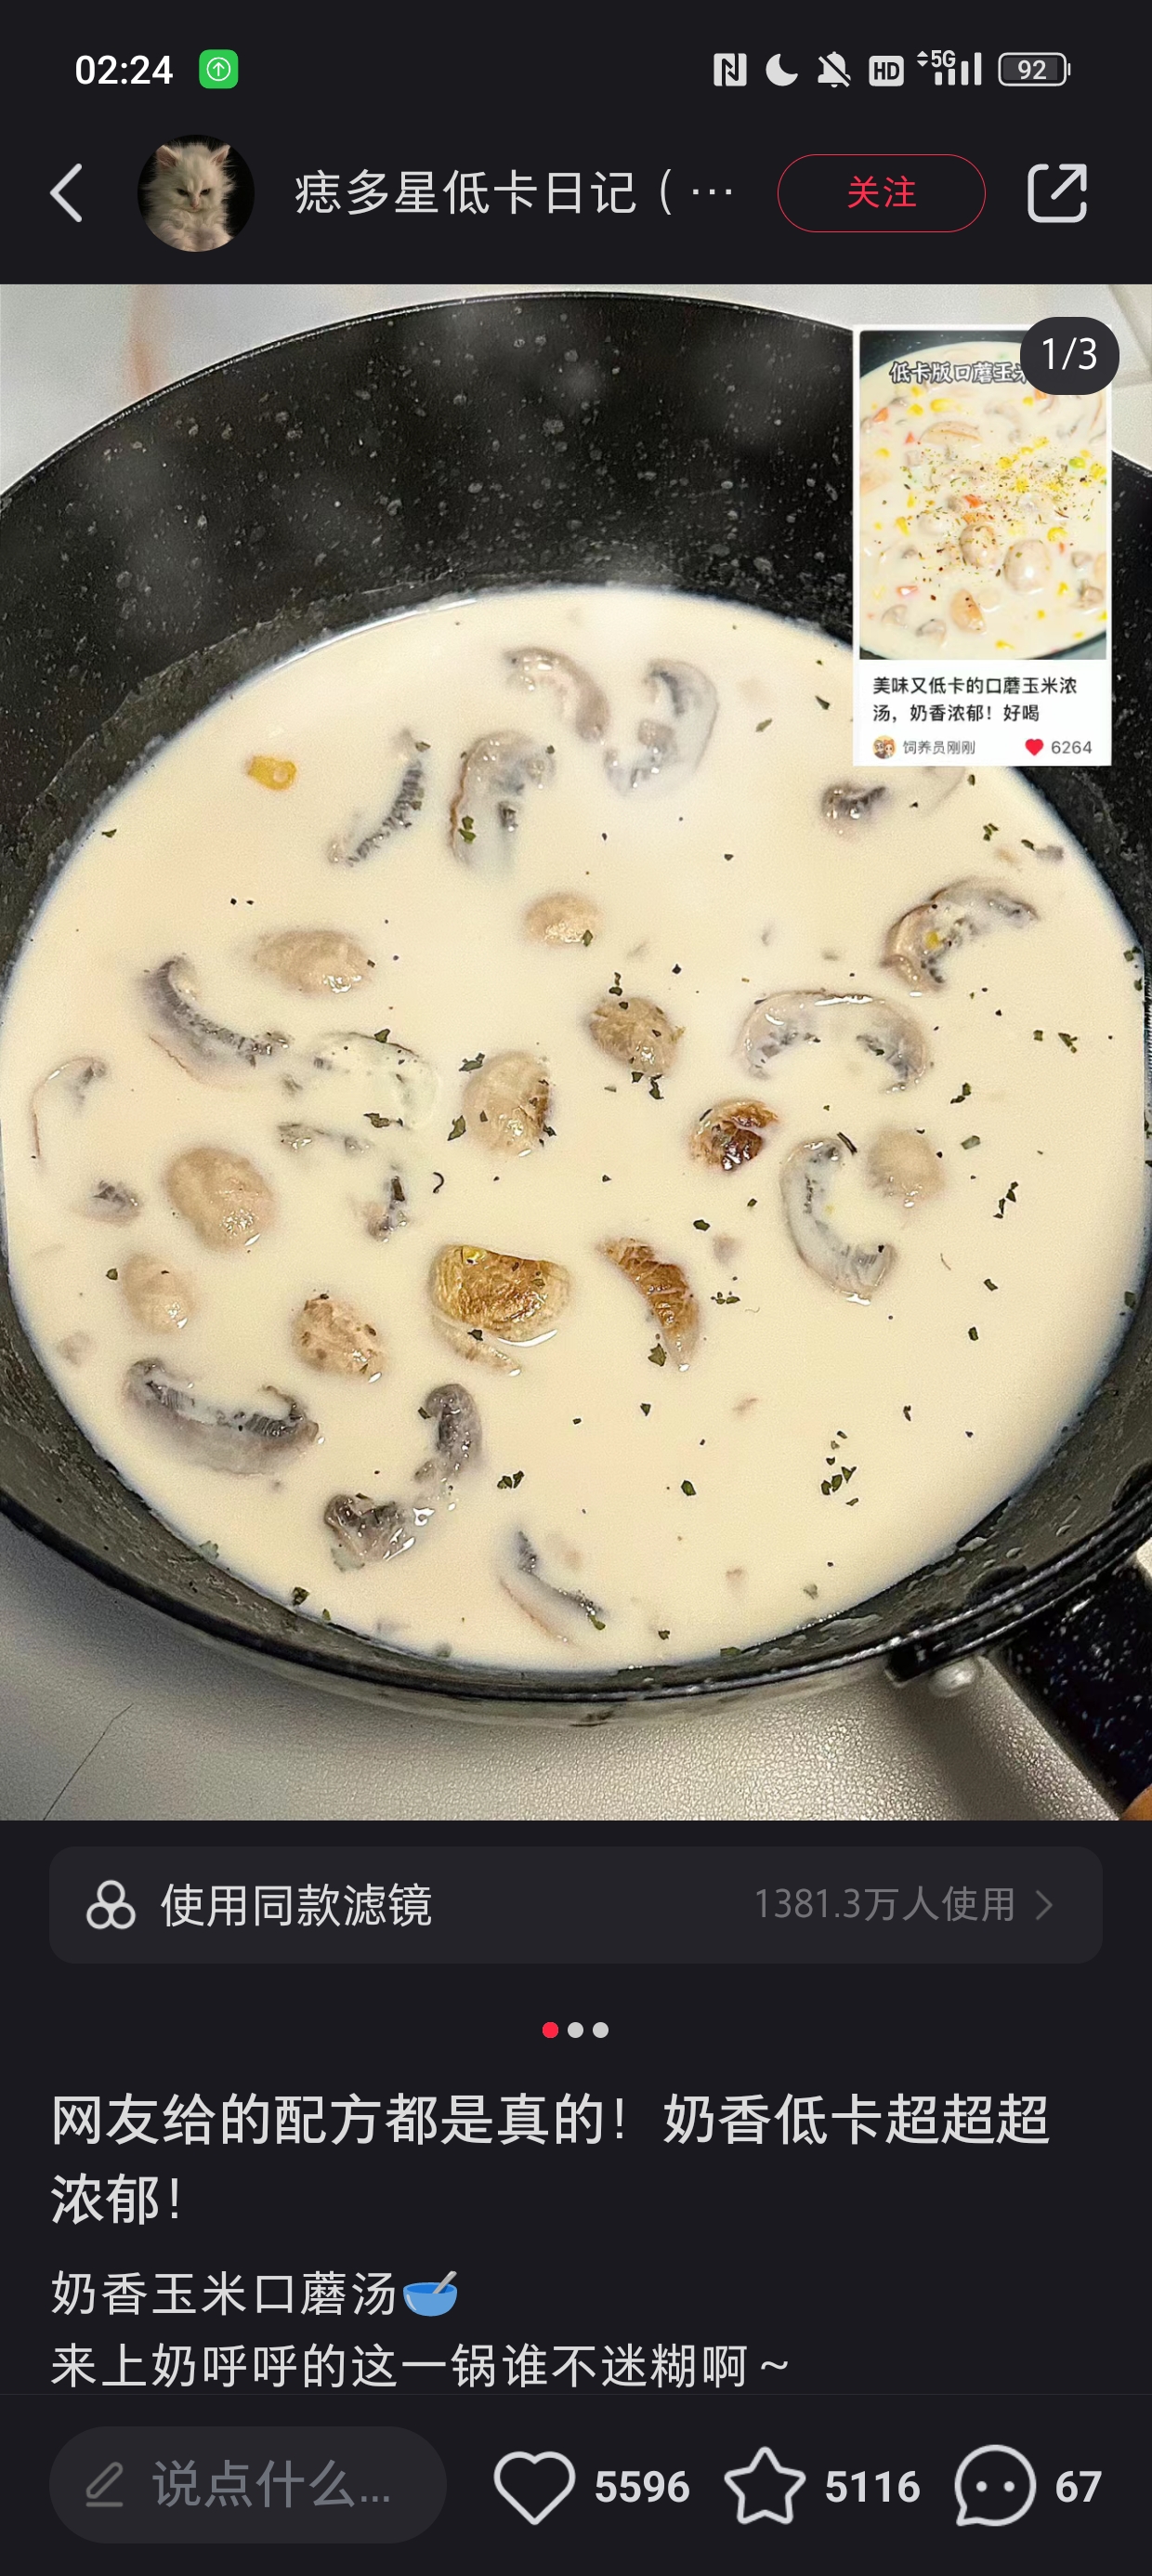 02:24
HD 5G 92
痣多星低卡日记（ ···
关注
1/3
低卡版口蘑玉
美味又低卡的口蘑玉米浓
汤，奶香浓郁！好喝
饲养员刚刚 6264
使用同款滤镜
1381.3万人使用
网友给的配方都是真的！奶香低卡超超超
浓郁！
奶香玉米口蘑汤
来上奶呼呼的这一锅谁不迷糊啊～
说点什么...
5596
5116
67